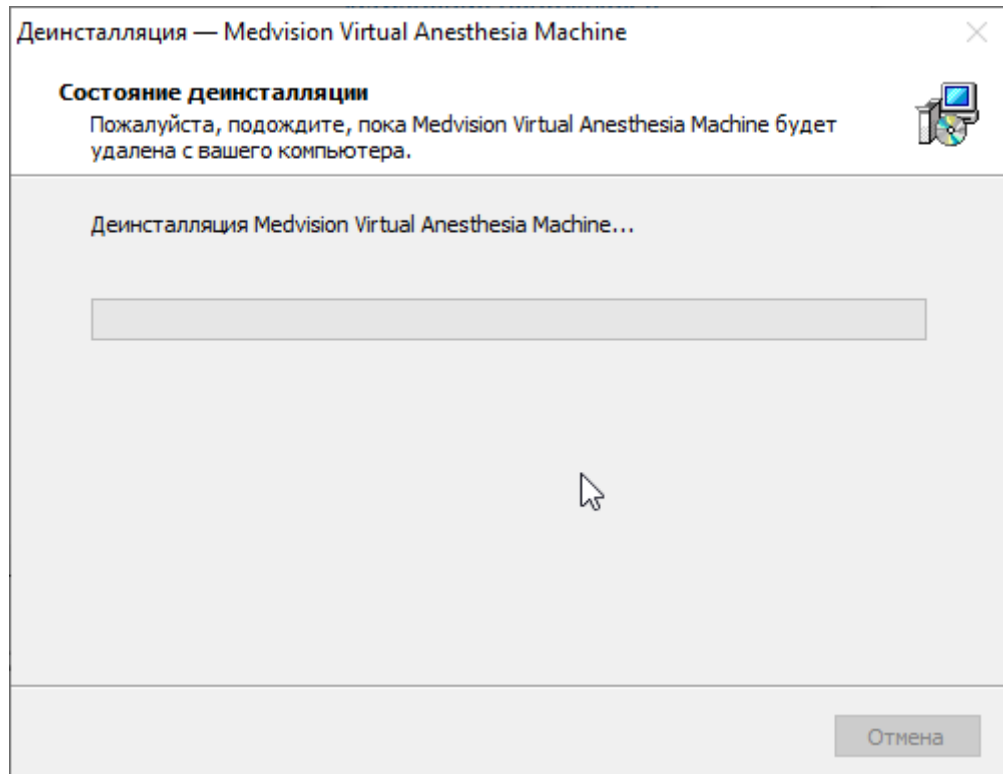 Деинсталляция — Medvision Virtual Anesthesia Machine
Состояние деинсталляции
Пожалуйста, подождите, пока Medvision Virtual Anesthesia Machine будет
удалена с вашего компьютера.
Деинсталляция Medvision Virtual Anesthesia Machine...
Отмена